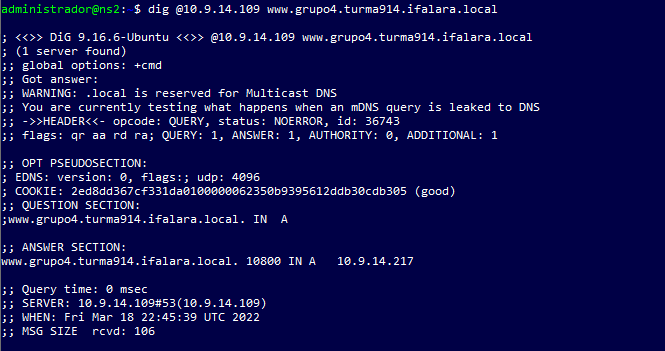 administrador@ns2: $ dig @10.9.14.109 www.grupo4.turma914.ifalara.local
; <<>> DiG 9.16.6-Ubuntu <<>> @10.9.14.109 www.grupo4.turma914.ifalara.local
; (1 server found)
;; global options: +cmd
;; Got answer:
;; WARNING: .local is reserved for Multicast DNS
;; You are currently testing what happens when an mDNS query is leaked to DNS
;; ->>HEADER<<- opcode: QUERY, status: NOERROR, id: 36743
;; flags: qr aa rd ra; QUERY: 1, ANSWER: 1, AUTHORITY: 0, ADDITIONAL: 1
;; OPT PSEUDOSECTION:
; EDNS: version: 0, flags:; udp: 4096
; COOKIE: 2ed8dd367cf331da0100000062350b9395612ddb30cdb305 (good)
;; QUESTION SECTION:
;www.grupo4.turma914.ifalara.local. IN A
;; ANSWER SECTION:
www.grupo4.turma914.ifalara.local. 10800 IN A 10.9.14.217
;; Query time: 0 msec
;; SERVER: 10.9.14.109#53(10.9.14.109)
;; WHEN: Fri Mar 18 22:45:39 UTC 2022
;; MSG SIZE rcvd: 106